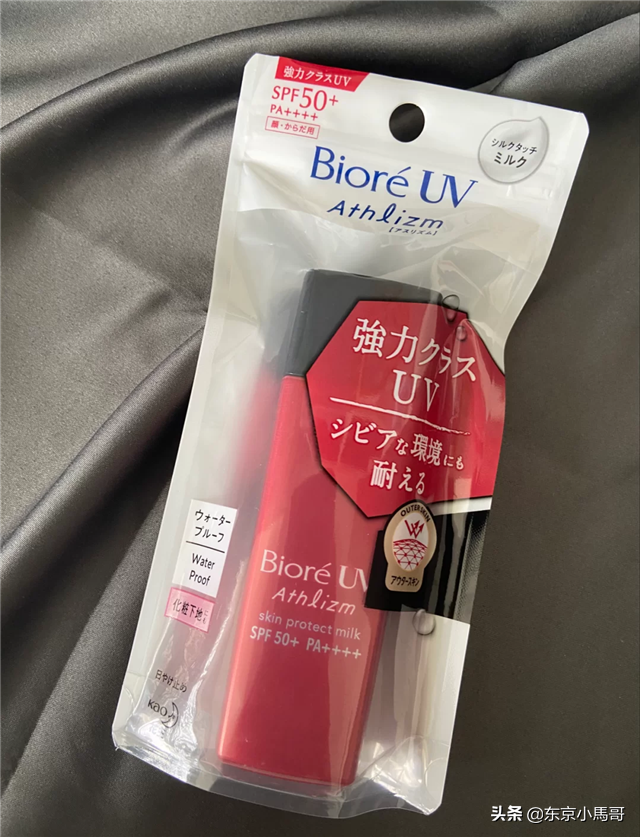 強力クラスUV
SPF50+
PA++++
顔・からだ用
シルクタッチ
ミルク
Bioré UV
Athlizm
【アスリズム】
強力クラス
UV
シビアな環境にも
耐える
OUTER SKIN
アウタースキン
ウォーター
プルーフ
Water
Proof
化粧下地にも
Bioré UV
Athlizm
skin protect milk
SPF 50+ PA++++
日やけ止め
kao
头条 @东京小馬哥